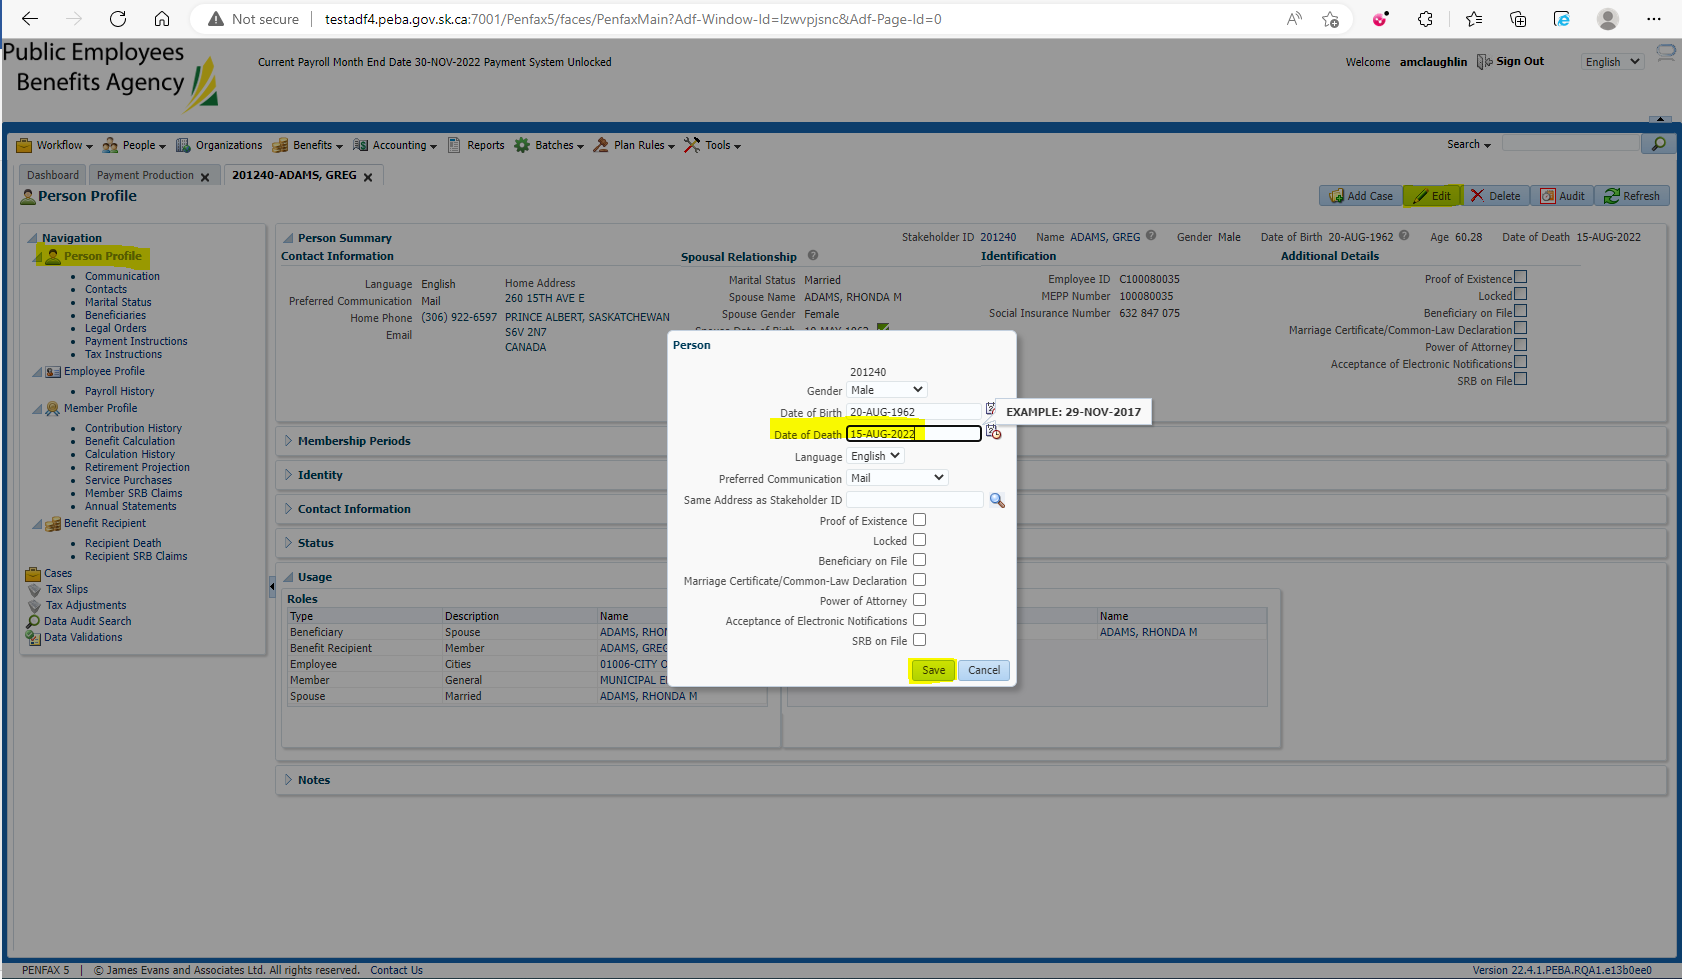 Not secure testadf4.peba.gov.sk.ca:7001/Penfax5/faces/PenfaxMain?Adf-Window-Id=lzwvpjsnc&Adf-Page-Id=0
Public Employees
Benefits Agency
Current Payroll Month End Date 30-NOV-2022 Payment System Unlocked
Welcome amclaughlin Sign Out English
Workflow People Organizations Benefits Accounting Reports Batches Plan Rules Tools Search
Dashboard Payment Production 201240-ADAMS, GREG
Person Profile
Add Case Edit Delete Audit Refresh
Navigation
Person Profile
Communication
Contacts
Marital Status
Beneficiaries
Legal Orders
Payment Instructions
Tax Instructions
Employee Profile
Payroll History
Member Profile
Contribution History
Benefit Calculation
Calculation History
Retirement Projection
Service Purchases
Member SRB Claims
Annual Statements
Benefit Recipient
Recipient Death
Recipient SRB Claims
Cases
Tax Slips
Tax Adjustments
Data Audit Search
Data Validations
Person Summary Stakeholder ID 201240 Name ADAMS, GREG Gender Male Date of Birth 20-AUG-1962 Age 60.28 Date of Death 15-AUG-2022
Contact Information
Language English
Preferred Communication Mail
Home Phone (306) 922-6597
Email
Home Address
260 15TH AVE E
PRINCE ALBERT, SASKATCHEWAN
S6V 2N7
CANADA
Spousal Relationship
Marital Status Married
Spouse Name ADAMS, RHONDA M
Spouse Gender Female
Spouse Date of Birth 10-MAY-1962
Identification
Employee ID C100080035
MEPP Number 100080035
Social Insurance Number 632 847 075
Additional Details
Proof of Existence
Locked
Beneficiary on File
Marriage Certificate/Common-Law Declaration
Power of Attorney
Acceptance of Electronic Notifications
SRB on File
Membership Periods
Identity
Contact Information
Status
Usage
Roles
Type Description Name
Beneficiary Spouse ADAMS, RHON
Benefit Recipient Member ADAMS, GREG
Employee Cities 01006-CITY O
Member General MUNICIPAL E
Spouse Married ADAMS, RHONDA M
Name
ADAMS, RHONDA M
Notes
Person
201240
Gender Male
Date of Birth 20-AUG-1962
EXAMPLE: 29-NOV-2017
Date of Death 15-AUG-2022
Language English
Preferred Communication Mail
Same Address as Stakeholder ID
Proof of Existence
Locked
Beneficiary on File
Marriage Certificate/Common-Law Declaration
Power of Attorney
Acceptance of Electronic Notifications
SRB on File
Save Cancel
PENFAX 5 | © James Evans and Associates Ltd. All rights reserved. Contact Us
Version 22.4.1.PEBA.RQA1.e13b0ee0